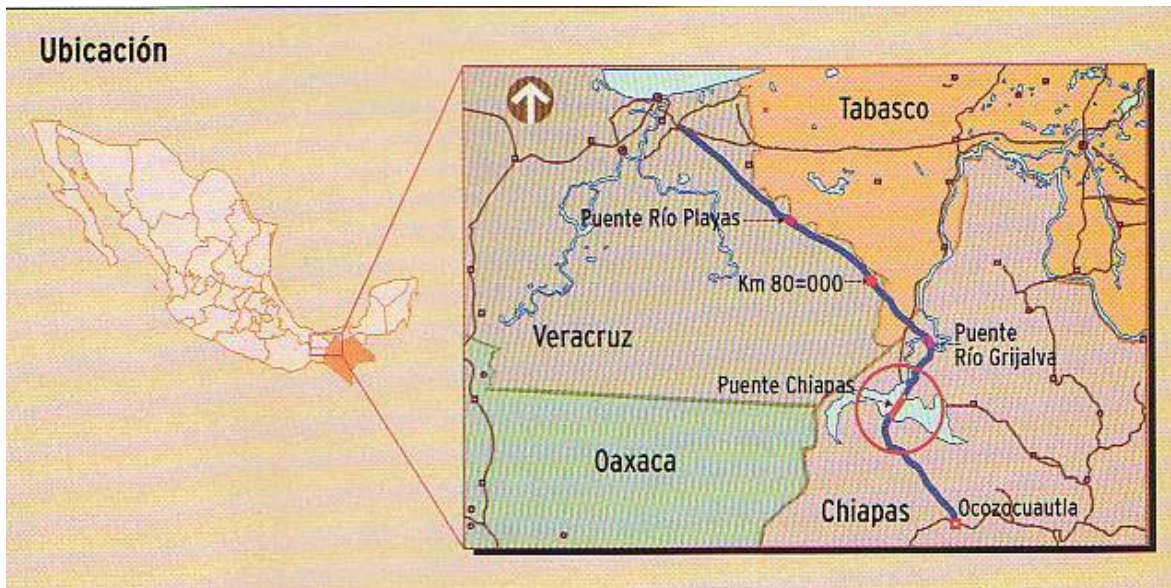 Ubicación
Tabasco
Puente Río Playas
Km 80=000
Veracruz
Puente
Río Grijalva
Puente Chiapas
Oaxaca
Chiapas
Ocozocuautla